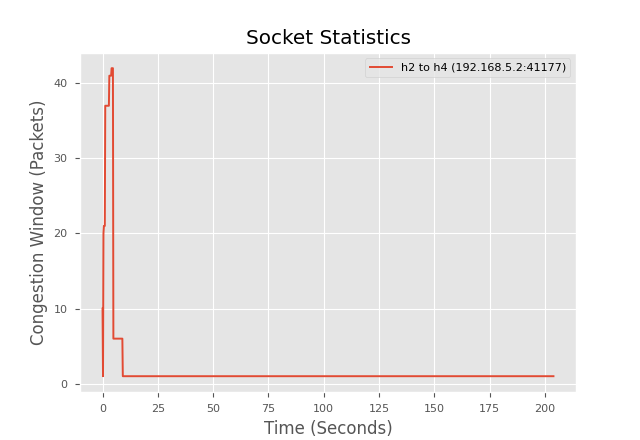 Socket Statistics
h2 to h4 (192.168.5.2:41177)
Congestion Window (Packets)
40
30
20
10
0
0 25 50 75 100 125 150 175 200
Time (Seconds)